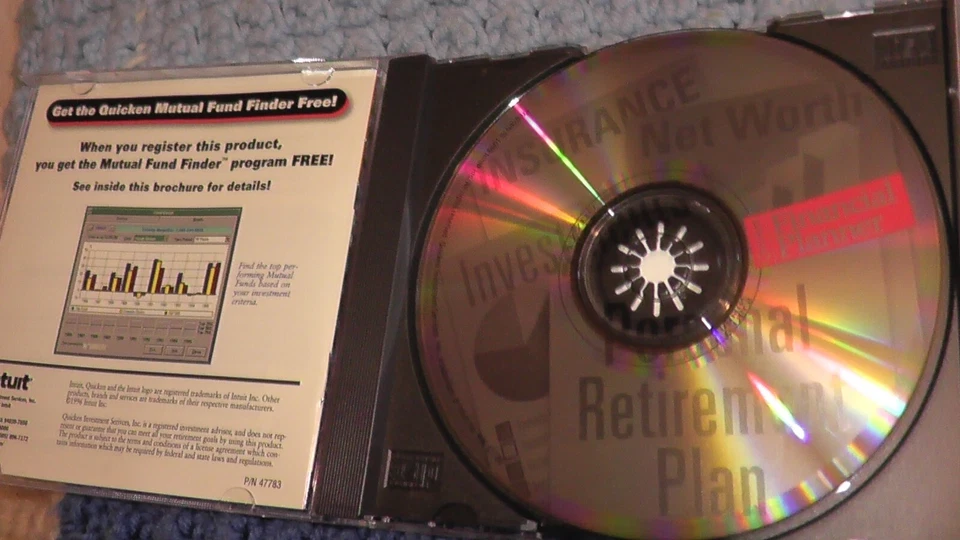 Get the Quicken Mutual Fund Finder Free!
When you register this product,
you get the Mutual Fund Finder™ program FREE!
See inside this brochure for details!
Find the top per-
forming Mutual
Funds based on
your investment
criteria.
Intuit, Quicken and the Intuit logo are registered trademarks of Intuit Inc. Other
products, brands and services are trademarks of their respective manufacturers.
©1996 Intuit Inc.
Quicken Investment Services, Inc. is a registered investment advisor, and does not rep-
resent or guarantee that you can meet all your retirement goals by using this product.
The product is subject to the terms and conditions of a license agreement which con-
tains information which may be required by federal and state laws and regulations.
P/N 47783
INSURANCE
Net Worth
Investments
Financial
Planner
Personal
Retirement
Plan